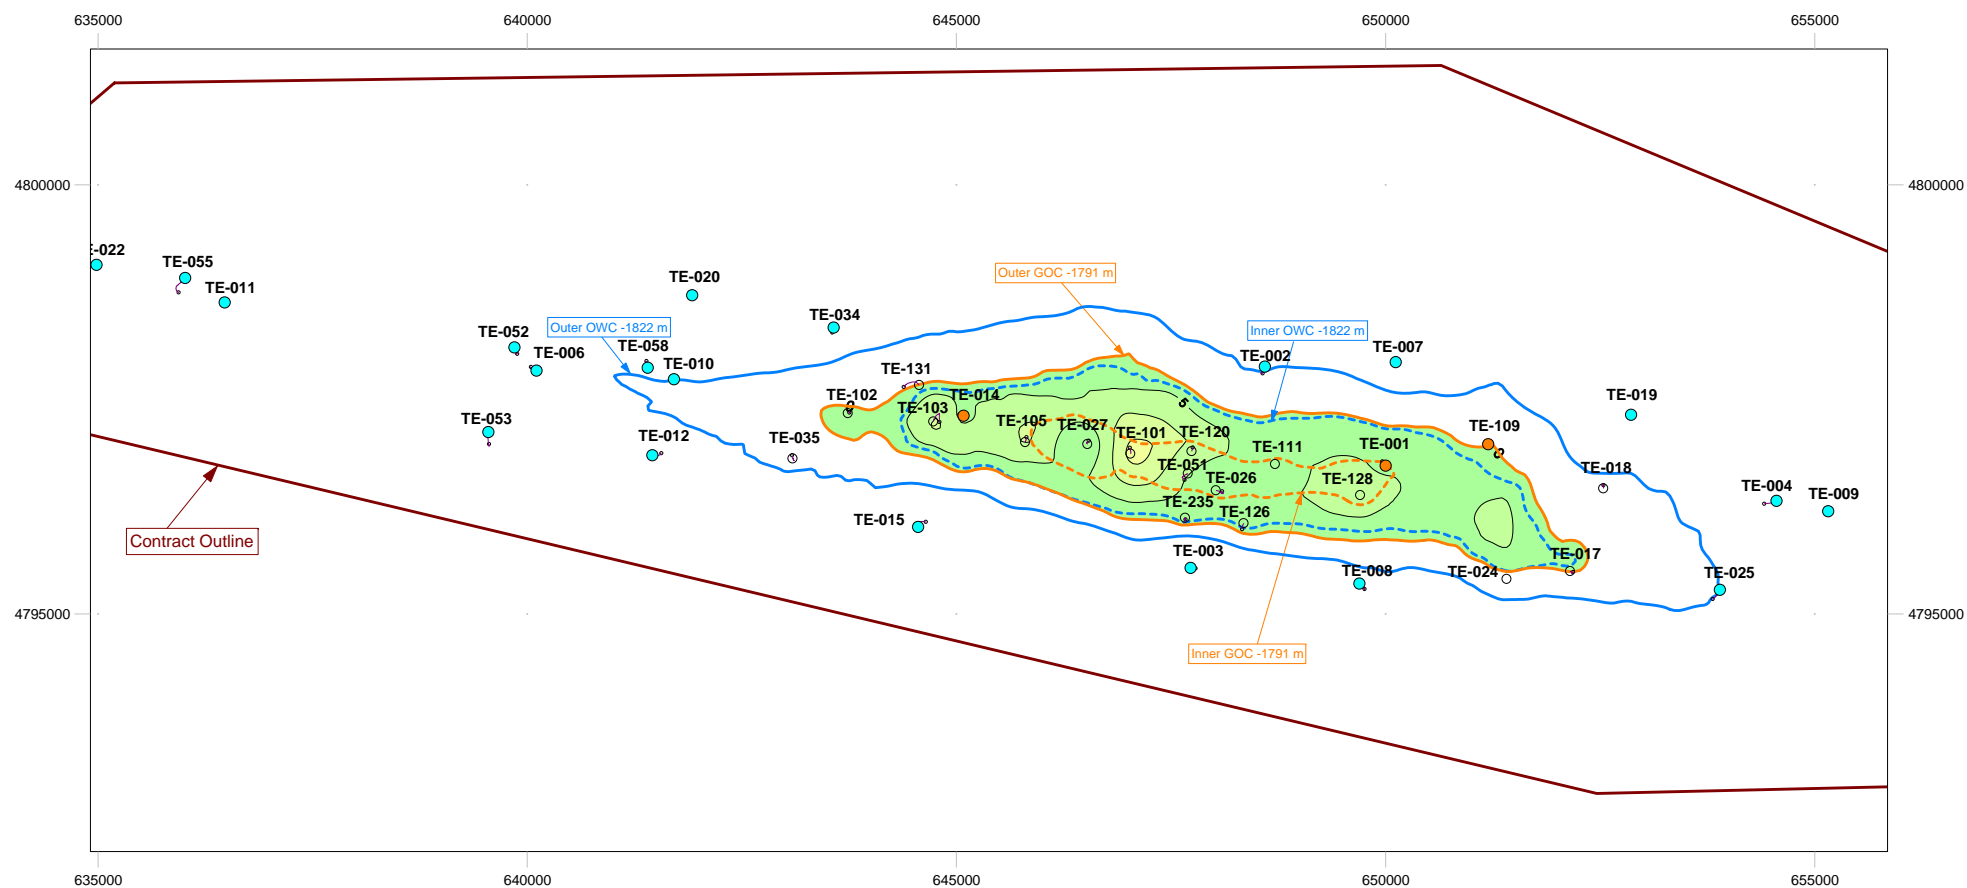 635000
640000
645000
650000
655000
4800000
4800000
E-022
TE-055
TE-011
TE-020
TE-034
Outer GOC -1791 m
Outer OWC -1822 m
Inner OWC -1822 m
TE-052
TE-006
TE-058
TE-010
TE-002
TE-007
TE-131
TE-102
TE-103
TE-014
5
TE-019
TE-053
TE-012
TE-035
TE-105
TE-027
TE-101
TE-120
TE-111
TE-001
TE-109
TE-051
TE-026
TE-128
TE-018
TE-004
TE-009
TE-015
TE-235
TE-126
TE-003
TE-008
TE-024
TE-017
TE-025
Contract Outline
4795000
4795000
Inner GOC -1791 m
635000
640000
645000
650000
655000